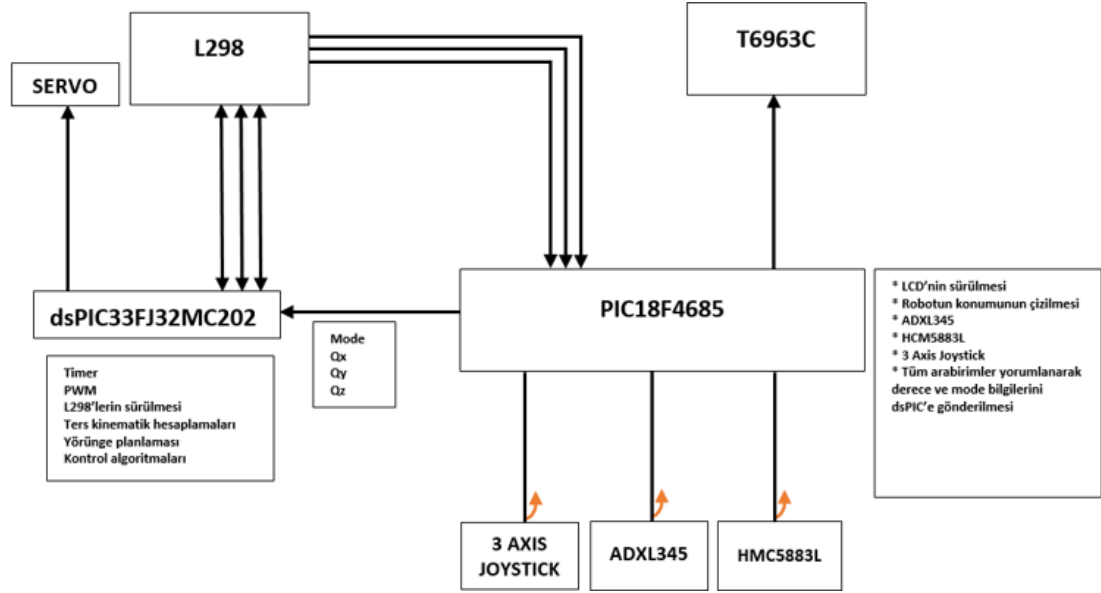 L298
T6963C
SERVO
dsPIC33FJ32MC202
PIC18F4685
Mode
Qx
Qy
Qz
Timer
PWM
L298'lerin sürülmesi
Ters kinematik hesaplamaları
Yörünge planlaması
Kontrol algoritmaları
* LCD'nin sürülmesi
* Robotun konumunun çizilmesi
* ADXL345
* HCM5883L
* 3 Axis Joystick
* Tüm arabirimler yorumlanarak
derece ve mode bilgilerini
dsPIC'e gönderilmesi
3 AXIS
JOYSTICK
ADXL345
HMC5883L